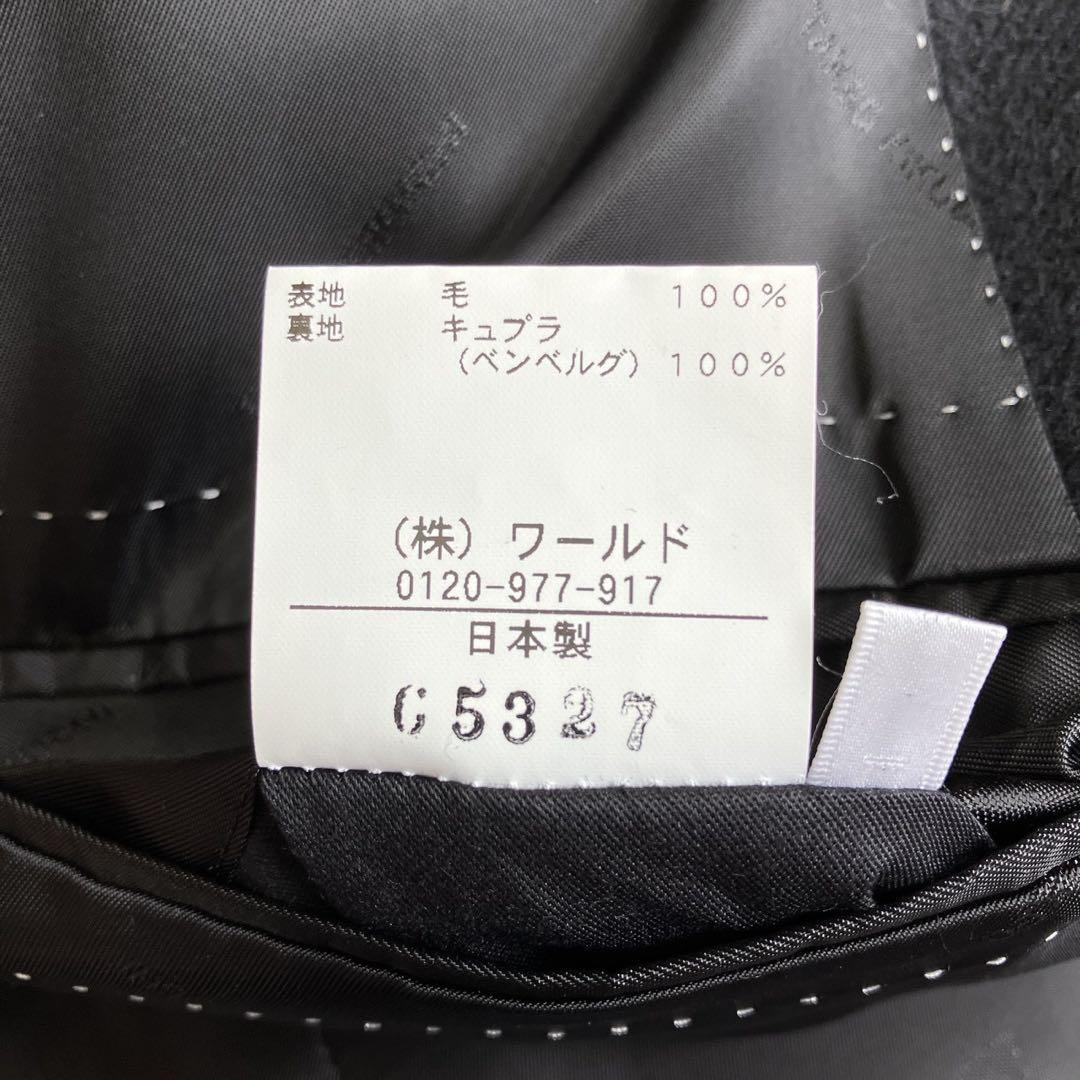 表地 毛 100%
裏地 キュプラ
(ベンベルグ) 100%
(株) ワールド
0120-977-917
日本製
C5327